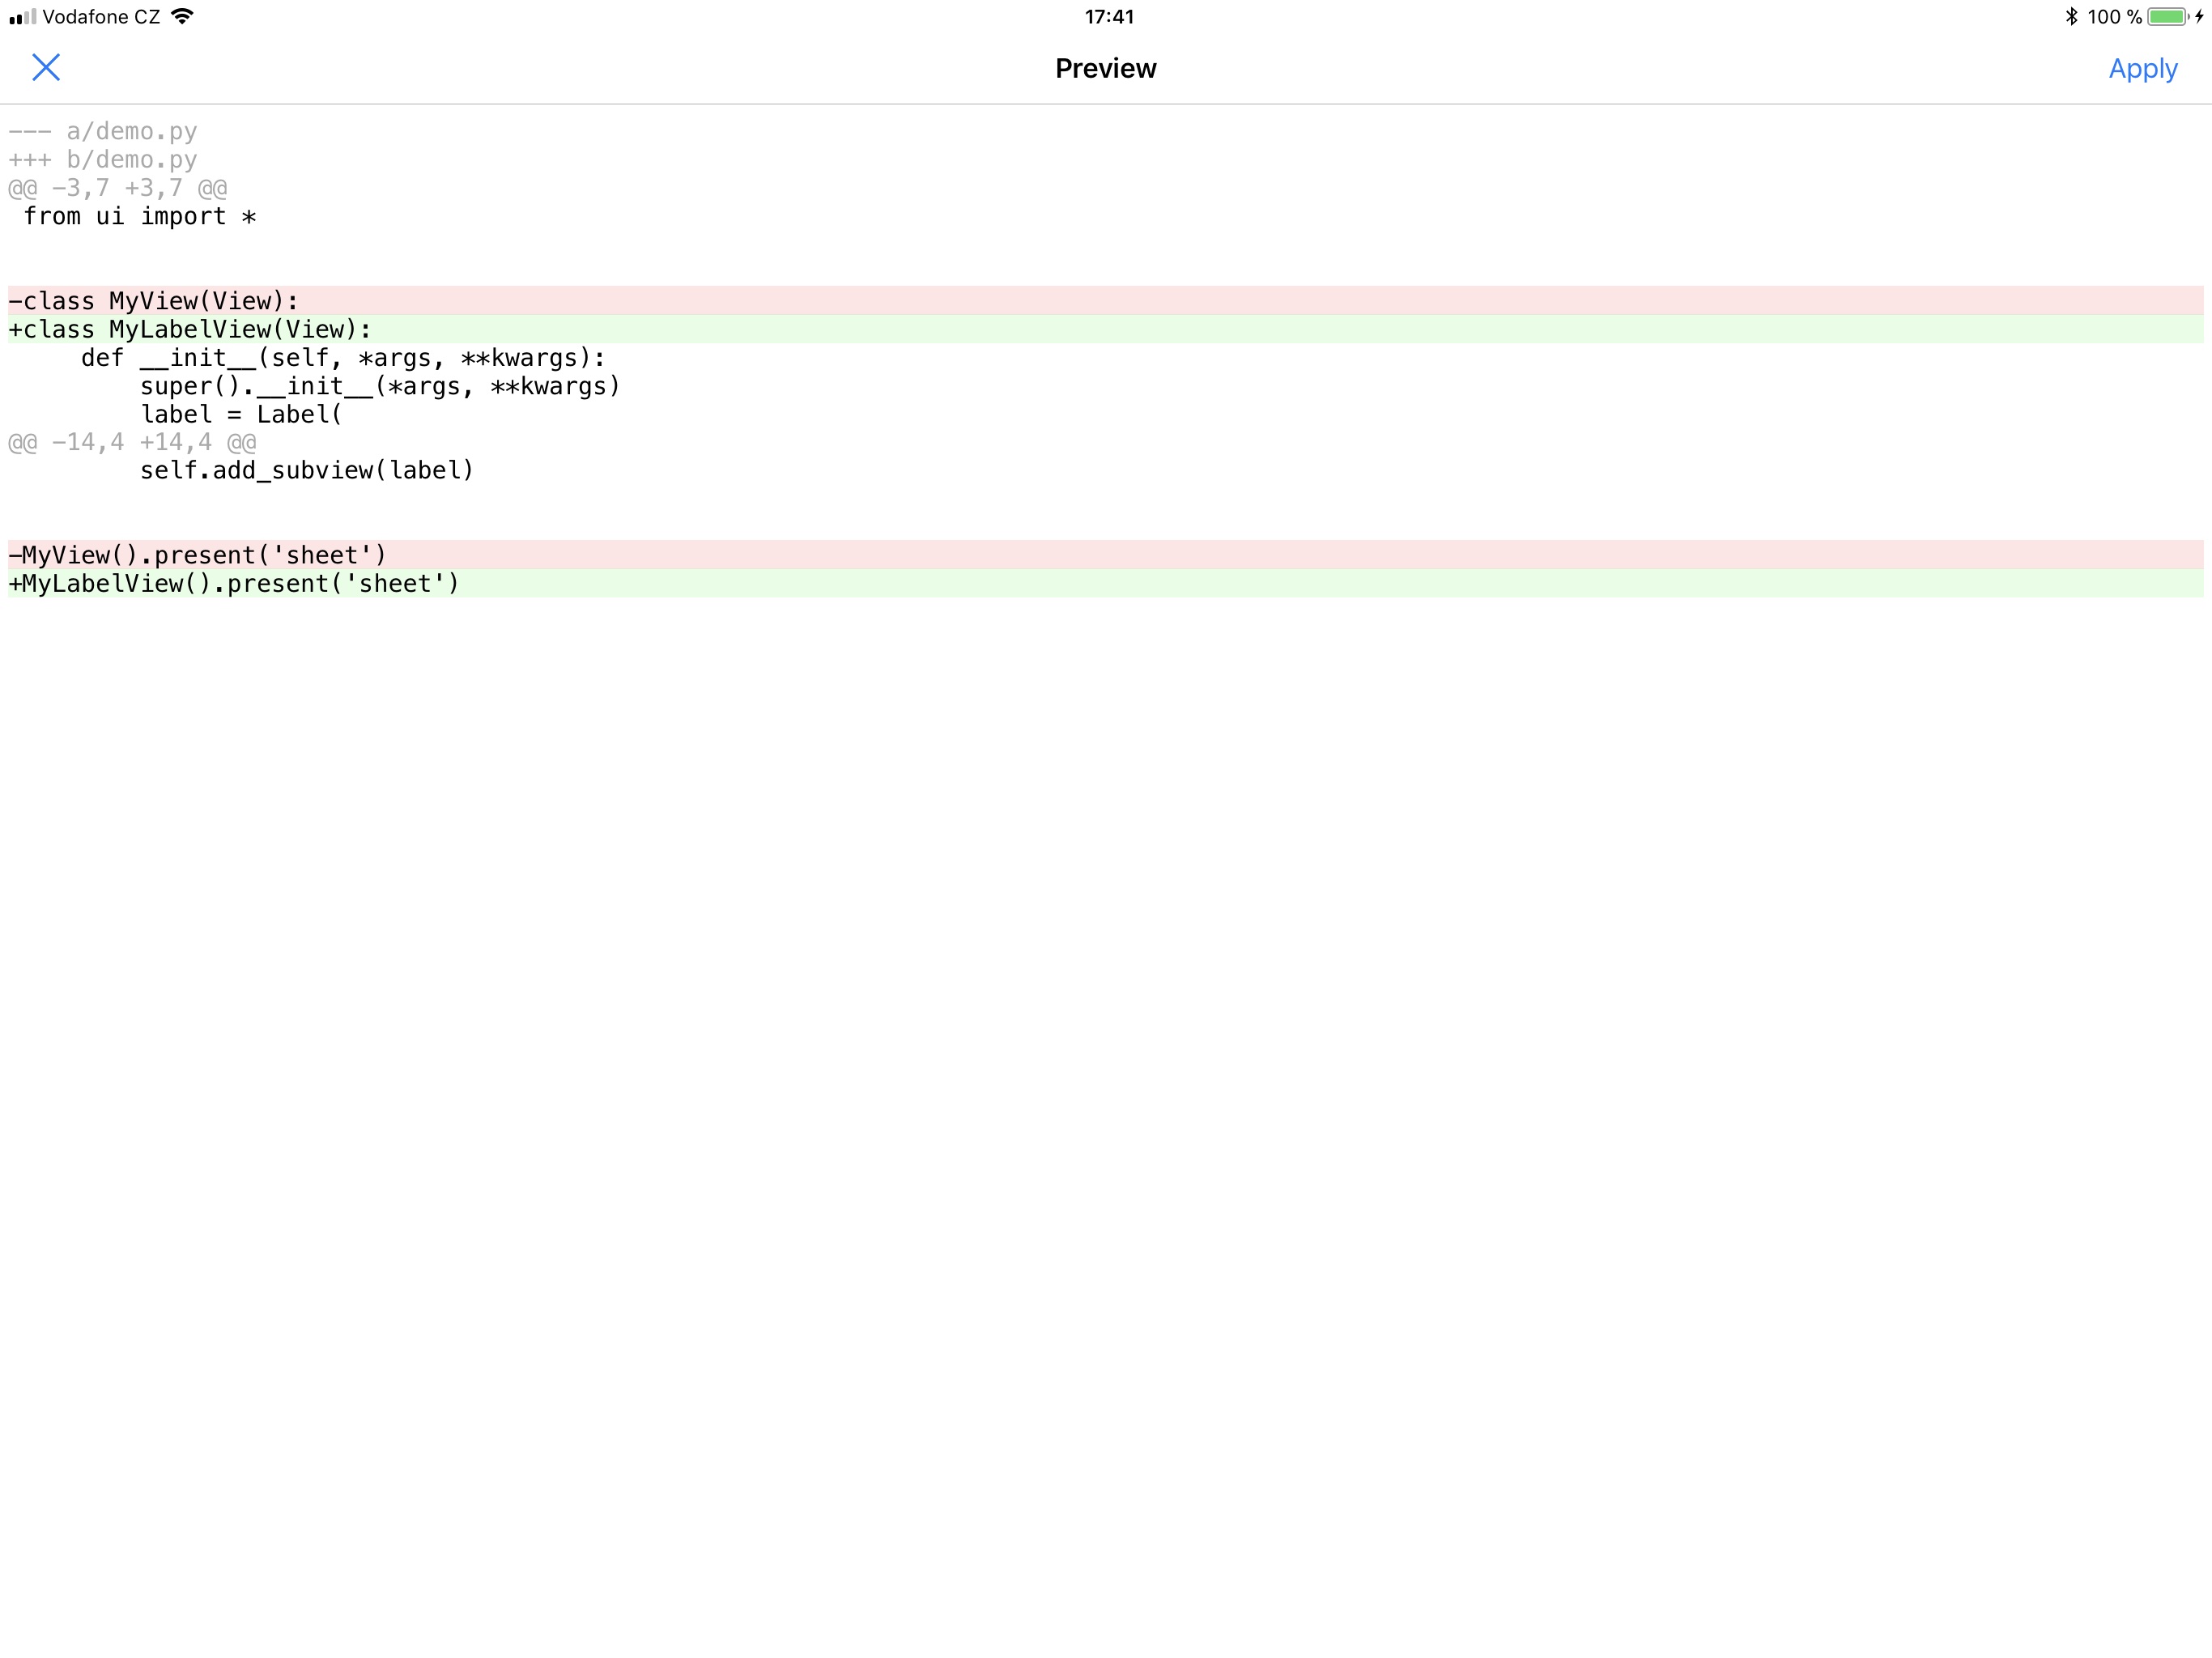 Vodafone CZ 17:41 100 %
Preview Apply
--- a/demo.py
+++ b/demo.py
@@ -3,7 +3,7 @@
 from ui import *
-class MyView(View):
+class MyLabelView(View):
     def __init__(self, *args, **kwargs):
         super().__init__(*args, **kwargs)
         label = Label(
@@ -14,4 +14,4 @@
         self.add_subview(label)
-MyView().present('sheet')
+MyLabelView().present('sheet')